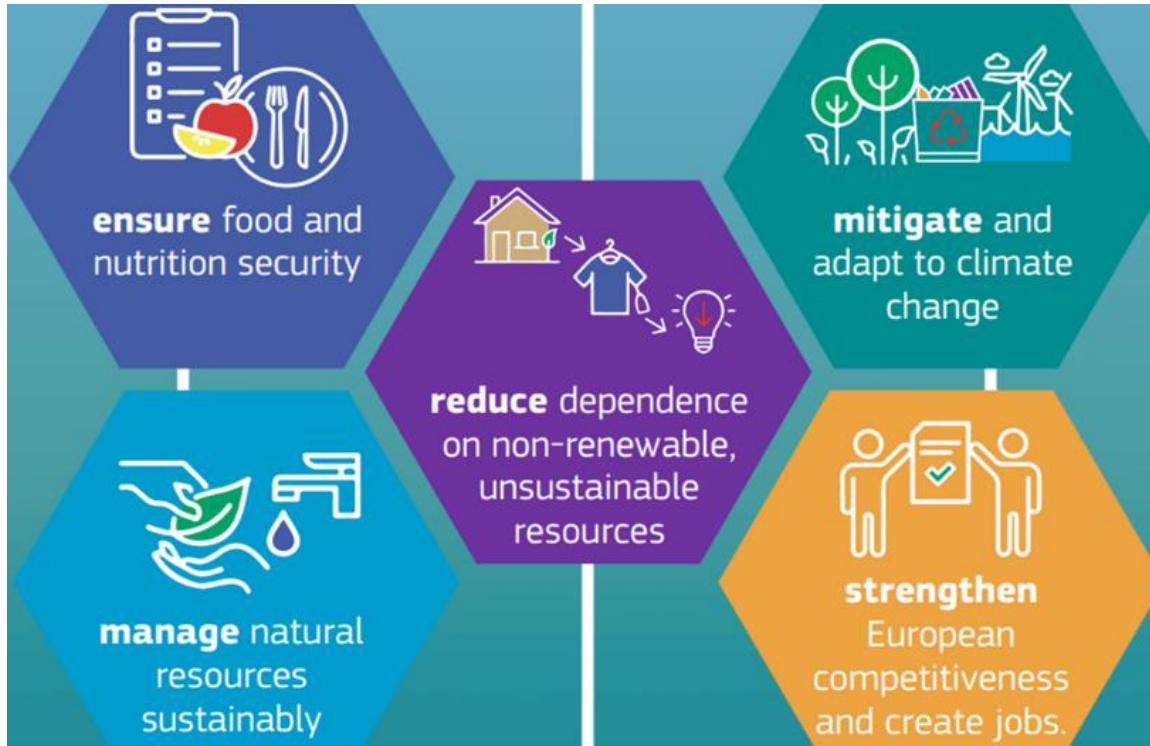 ensure food and
nutrition security
manage natural
resources
sustainably
reduce dependence
on non-renewable,
unsustainable
resources
mitigate and
adapt to climate
change
strengthen
European
competitiveness
and create jobs.